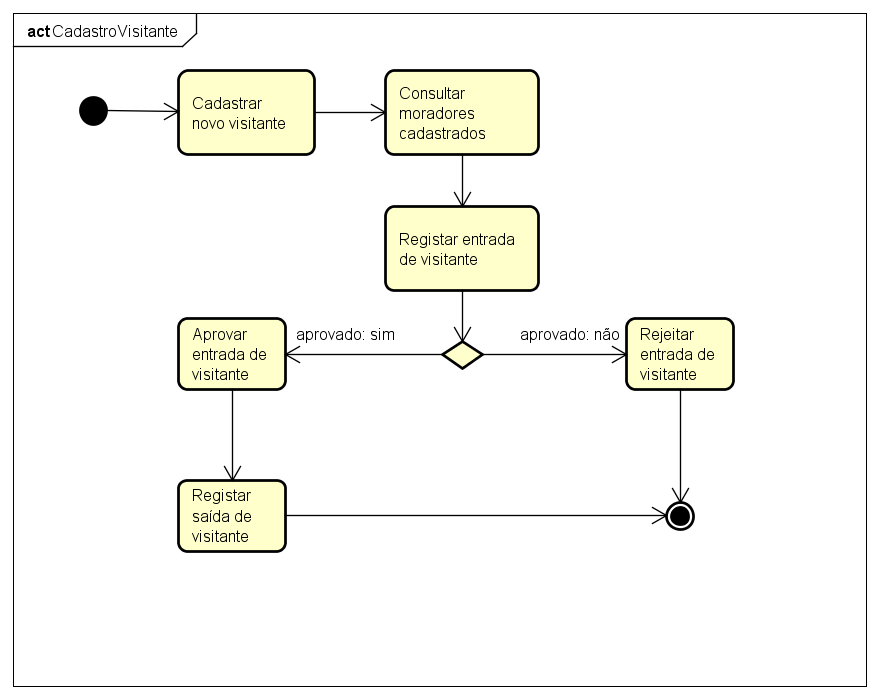 act CadastroVisitante
Cadastrar
novo visitante
Consultar
moradores
cadastrados
Registar entrada
de visitante
Aprovar
entrada de
visitante
aprovado: sim
aprovado: não
Rejeitar
entrada de
visitante
Registar
saída de
visitante